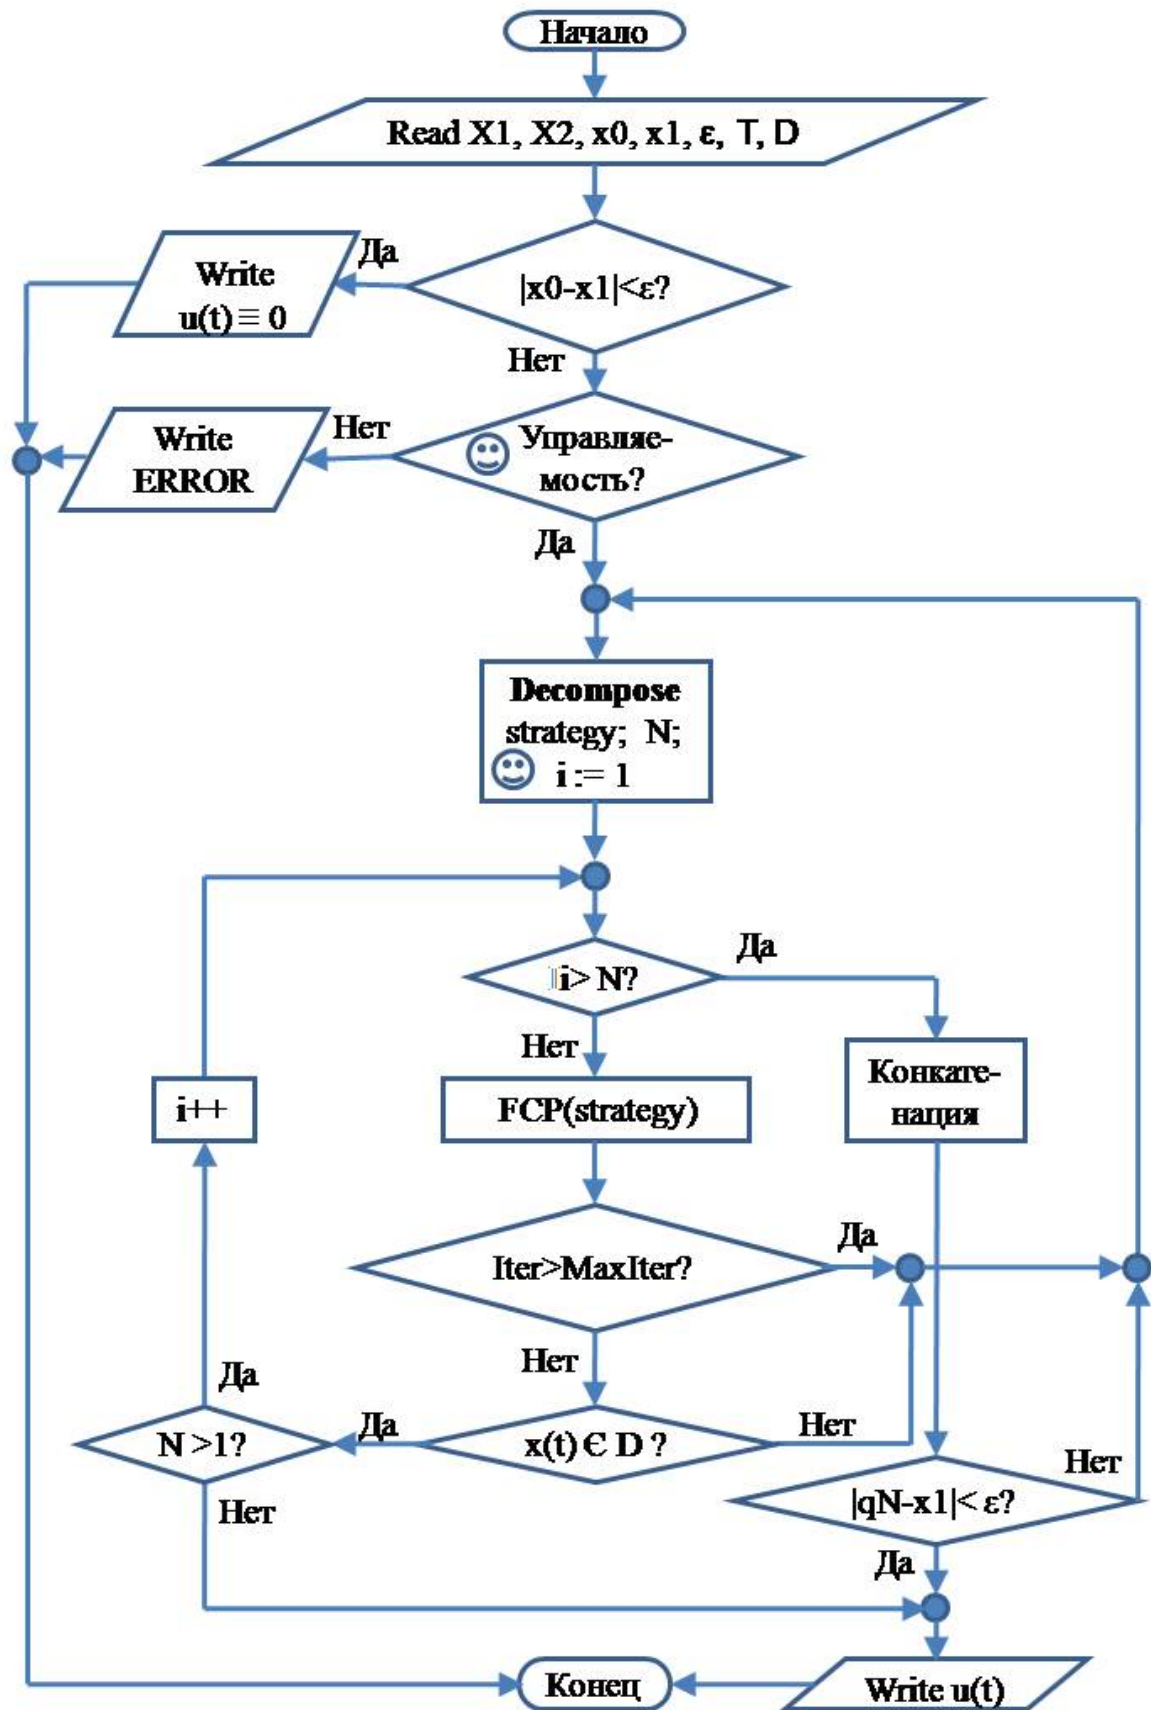 Начало
Read X1, X2, x0, x1, ε, T, D
Да
Write
u(t) ≡ 0
|x0-x1|<ε?
Нет
Write
ERROR
Нет
Управляе-
мость?
Да
Decompose
strategy; N;
i := 1
Да
i> N?
Нет
Конкате-
нация
i++
FCP(strategy)
Да
Iter>MaxIter?
Нет
Да
Да
Нет
N >1?
x(t) Є D ?
Нет
Нет
|qN-x1|< ε?
Да
Конец
Write u(t)